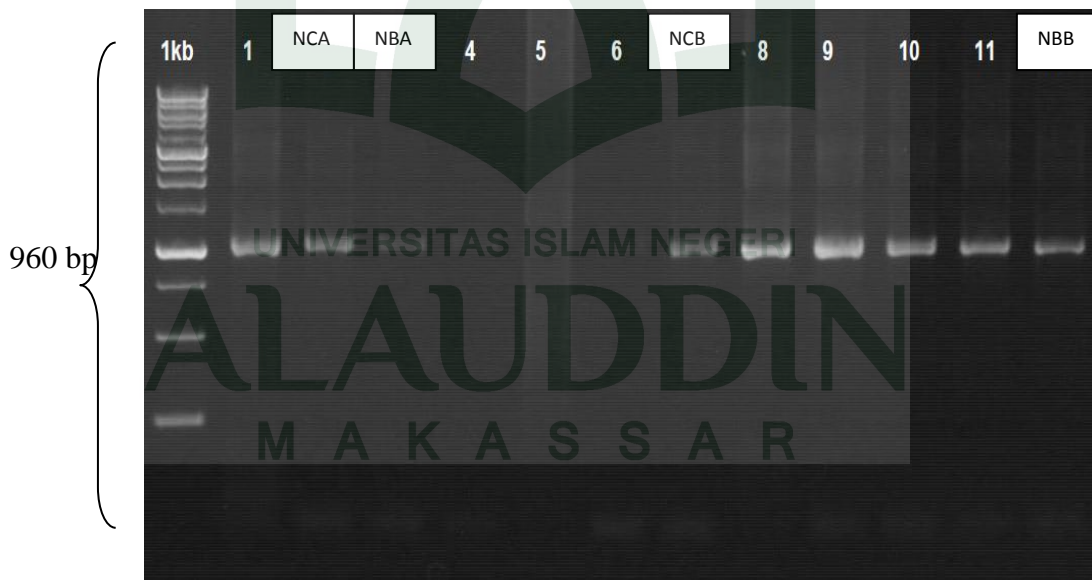 1kb 1 NCA NBA 4 5 6 NCB 8 9 10 11 NBB
960 bp
UNIVERSITAS ISLAM NEGERI
ALAUDDIN
MAKASSAR